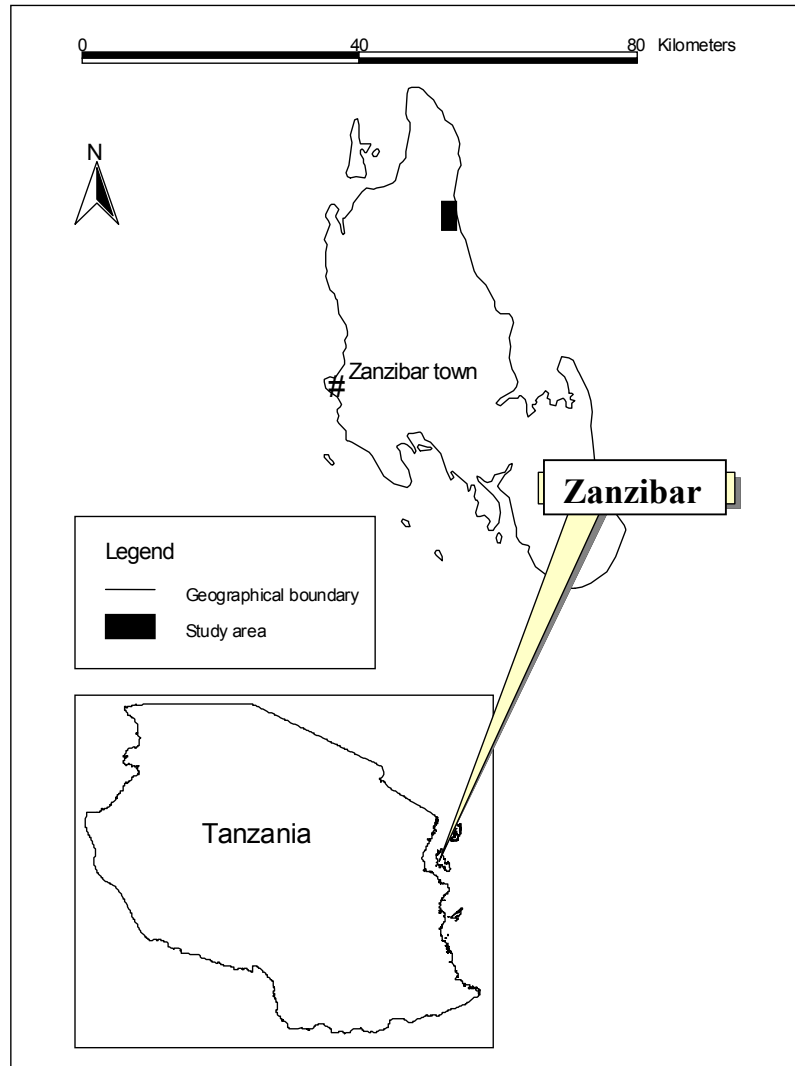 0 40 80 Kilometers
N
Zanzibar town
#
Zanzibar
Legend
Geographical boundary
Study area
Tanzania